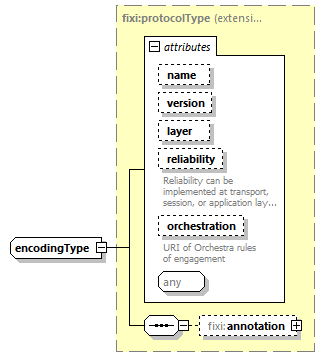 fixi:protocolType (extensi...
attributes
name
version
layer
reliability
Reliability can be
implemented at transport,
session, or application lay...
orchestration
URI of Orchestra rules
of engagement
any
encodingType
fixi:annotation